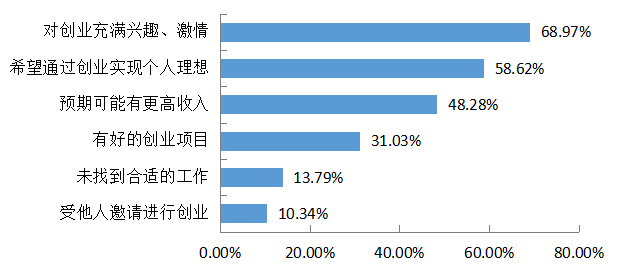 对创业充满兴趣、激情 68.97%
希望通过创业实现个人理想 58.62%
预期可能有更高收入 48.28%
有好的创业项目 31.03%
未找到合适的工作 13.79%
受他人邀请进行创业 10.34%
0.00% 20.00% 40.00% 60.00% 80.00%